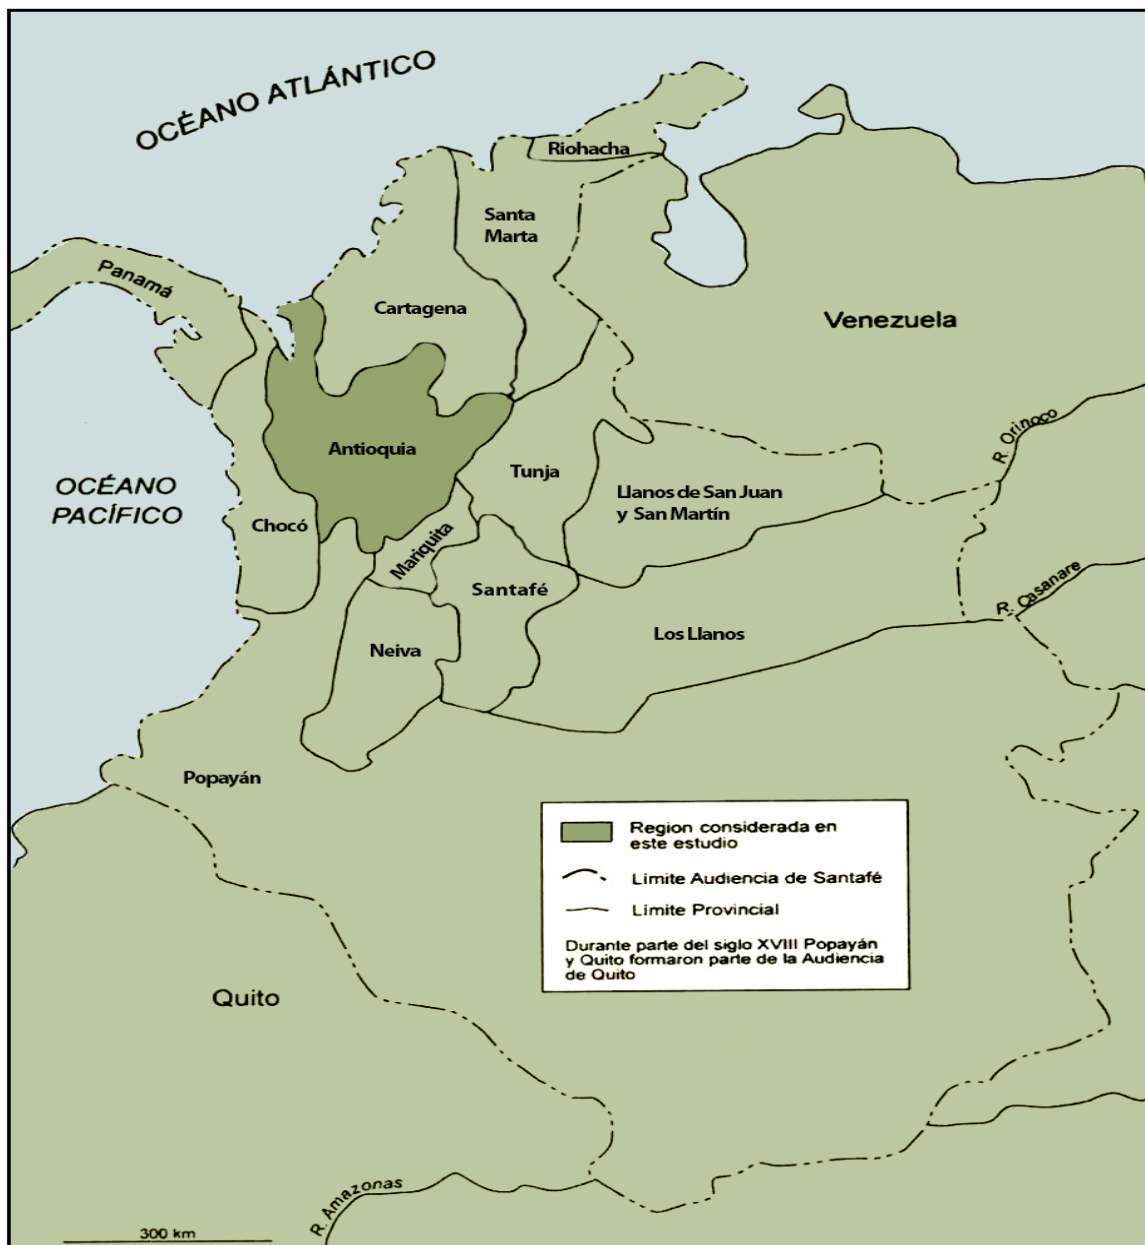 OCÉANO ATLÁNTICO
Riohacha
Santa
Marta
Panamá
Cartagena
Venezuela
R. Orinoco
Antioquia
Tunja
OCÉANO
PACÍFICO
Llanos de San Juan
y San Martín
Chocó
Mariquita
Santafé
R. Casanare
Los Llanos
Neiva
Popayán
Region considerada en
este estudio
Límite Audiencia de Santafé
Límite Provincial
Durante parte del siglo XVIII Popayán
y Quito formaron parte de la Audiencia
de Quito
Quito
R. Amazonas
300 km